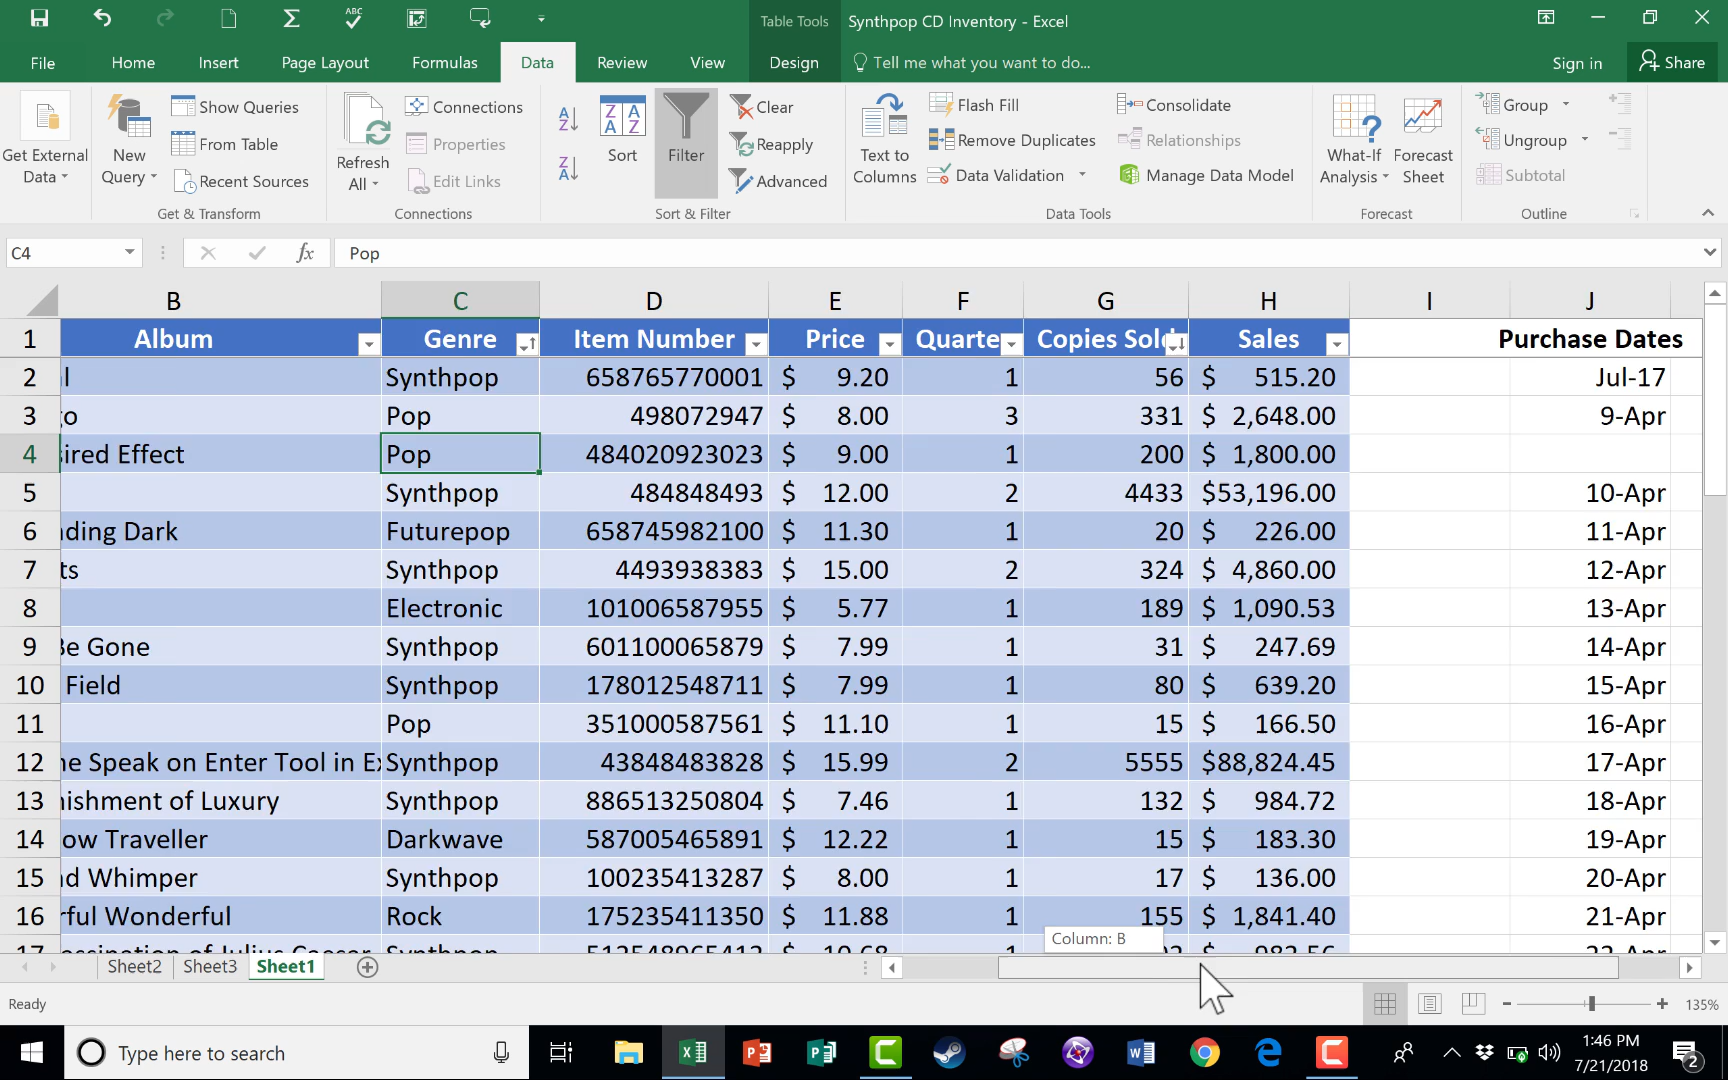 ABC
Table Tools
Synthpop CD Inventory - Excel
File
Home
Insert
Page Layout
Formulas
Data
Review
View
Design
Tell me what you want to do...
Sign in
Share
Get External Data
New Query
Show Queries
From Table
Recent Sources
Get & Transform
Refresh All
Connections
Properties
Edit Links
Connections
Sort
Filter
Clear
Reapply
Advanced
Sort & Filter
Text to Columns
Flash Fill
Remove Duplicates
Data Validation
Consolidate
Relationships
Manage Data Model
Data Tools
What-If Analysis
Forecast Sheet
Forecast
Group
Ungroup
Subtotal
Outline
C4
fx
Pop
B C D E F G H I J
1 Album Genre Item Number Price Quarte Copies Sol Sales Purchase Dates
2 l Synthpop 658765770001 $ 9.20 1 56 $ 515.20 Jul-17
3 go Pop 498072947 $ 8.00 3 331 $ 2,648.00 9-Apr
4 sired Effect Pop 484020923023 $ 9.00 1 200 $ 1,800.00
5 Synthpop 484848493 $ 12.00 2 4433 $53,196.00 10-Apr
6 nding Dark Futurepop 658745982100 $ 11.30 1 20 $ 226.00 11-Apr
7 ts Synthpop 4493938383 $ 15.00 2 324 $ 4,860.00 12-Apr
8 Electronic 101006587955 $ 5.77 1 189 $ 1,090.53 13-Apr
9 Be Gone Synthpop 601100065879 $ 7.99 1 31 $ 247.69 14-Apr
10 Field Synthpop 178012548711 $ 7.99 1 80 $ 639.20 15-Apr
11 Pop 351000587561 $ 11.10 1 15 $ 166.50 16-Apr
12 ne Speak on Enter Tool in Ex Synthpop 43848483828 $ 15.99 2 5555 $88,824.45 17-Apr
13 nishment of Luxury Synthpop 886513250804 $ 7.46 1 132 $ 984.72 18-Apr
14 ow Traveller Darkwave 587005465891 $ 12.22 1 15 $ 183.30 19-Apr
15 nd Whimper Synthpop 100235413287 $ 8.00 1 17 $ 136.00 20-Apr
16 rful Wonderful Rock 175235411350 $ 11.88 1 155 $ 1,841.40 21-Apr
Column: B
Sheet2
Sheet3
Sheet1
Ready
135%
Type here to search
1:46 PM
7/21/2018
2